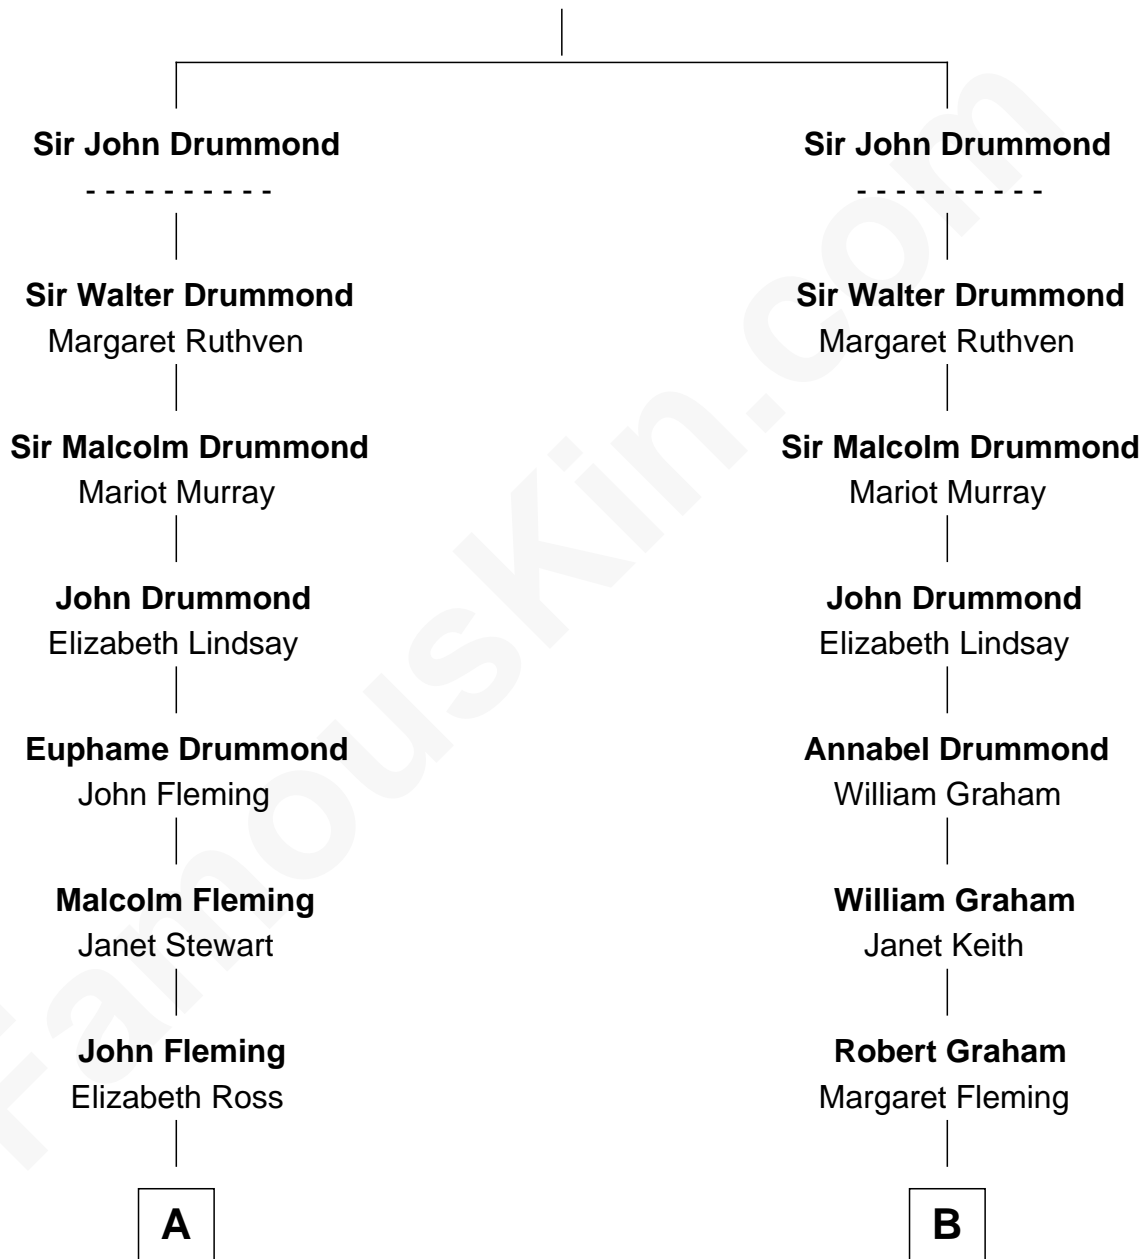 Sir John Drummond Sir John Drummond
- - - - - - - - - - - - - - - - - - - -
Sir Walter Drummond Sir Walter Drummond
Margaret Ruthven Margaret Ruthven
Sir Malcolm Drummond Sir Malcolm Drummond
Mariot Murray Mariot Murray
John Drummond John Drummond
Elizabeth Lindsay Elizabeth Lindsay
Euphame Drummond Annabel Drummond
John Fleming William Graham
Malcolm Fleming William Graham
Janet Stewart Janet Keith
John Fleming Robert Graham
Elizabeth Ross Margaret Fleming
A B
FamousKin.com